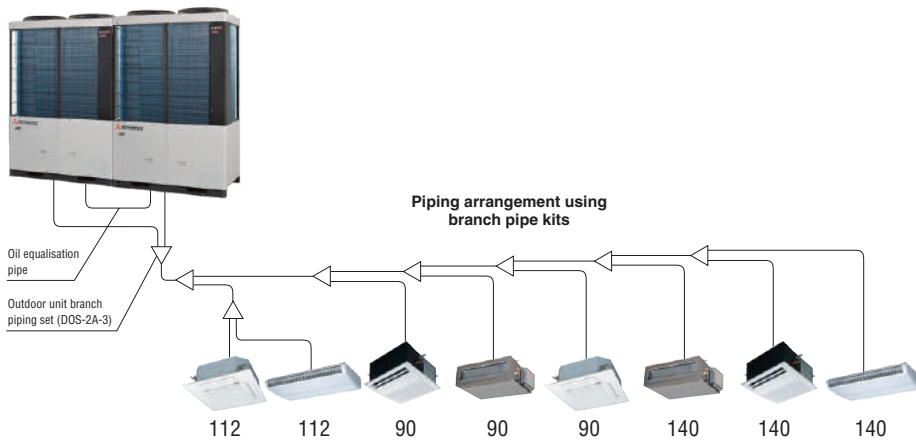 Piping arrangement using
branch pipe kits
Oil equalisation
pipe
Outdoor unit branch
piping set (DOS-2A-3)
112 112 90 90 90 140 140 140